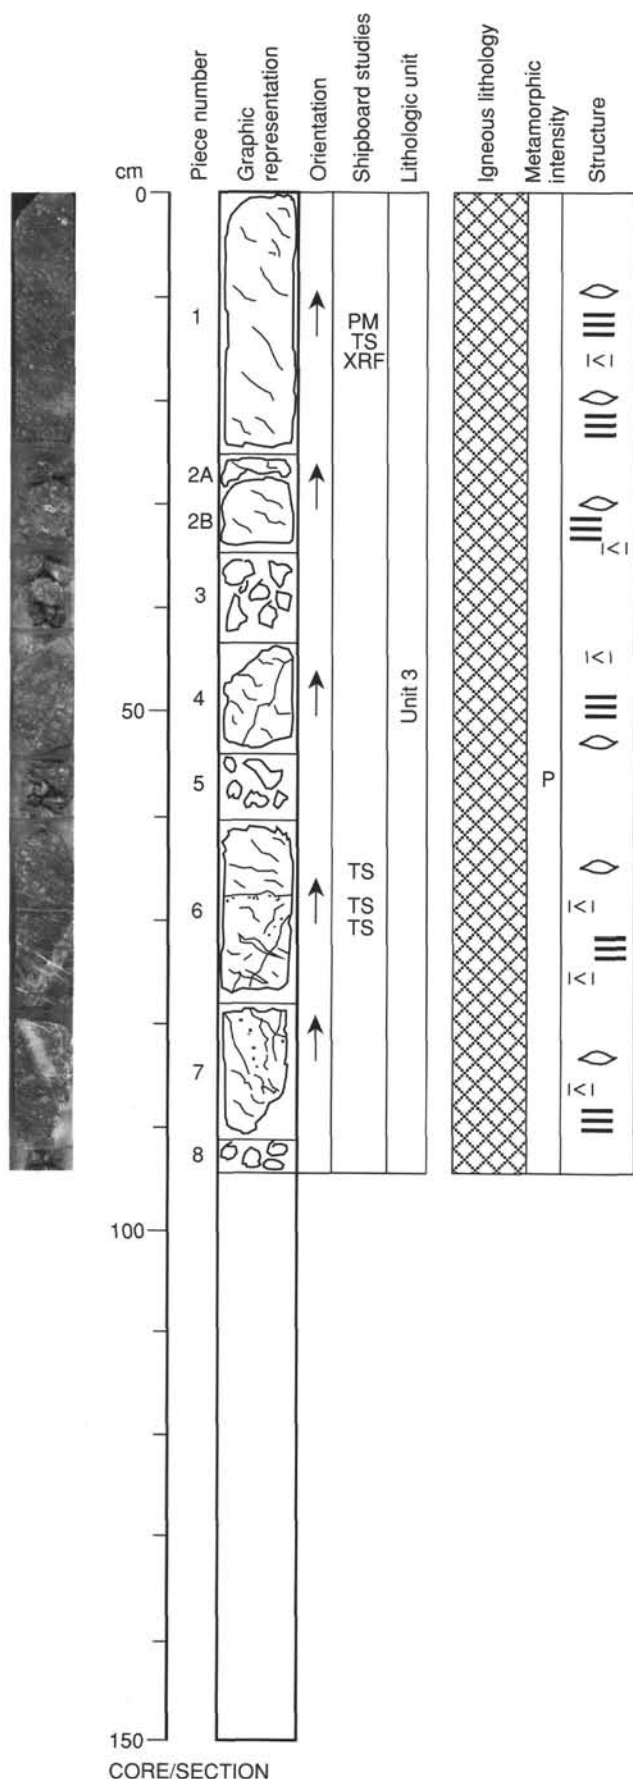 cm
Piece number
Graphic
representation
Orientation
Shipboard studies
Lithologic unit
Igneous lithology
Metamorphic
intensity
Structure
0
1
PM
TS
XRF
2A
2B
3
50
4
Unit 3
5
P
6
TS
TS
TS
7
8
100
150
CORE/SECTION